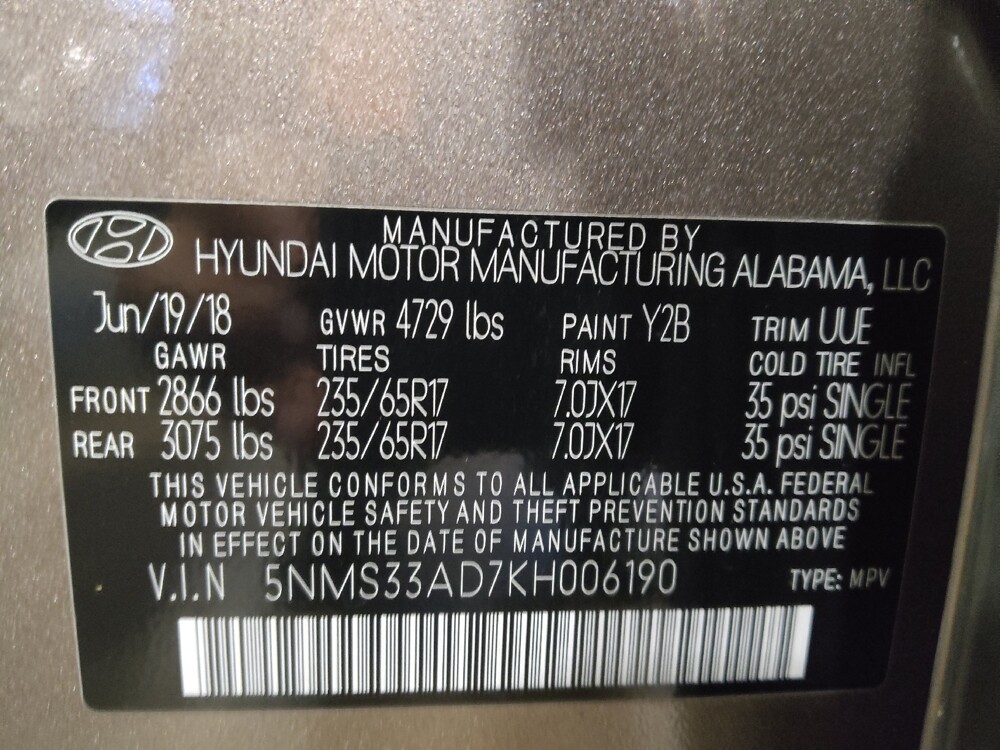 MANUFACTURED BY
HYUNDAI MOTOR MANUFACTURING ALABAMA, LLC
Jun/19/18 GVWR 4729 lbs PAINT Y2B TRIM UUE
GAWR TIRES RIMS COLD TIRE INFL
FRONT 2866 lbs 235/65R17 7.0JX17 35 psi SINGLE
REAR 3075 lbs 235/65R17 7.0JX17 35 psi SINGLE
THIS VEHICLE CONFORMS TO ALL APPLICABLE U.S.A. FEDERAL
MOTOR VEHICLE SAFETY AND THEFT PREVENTION STANDARDS
IN EFFECT ON THE DATE OF MANUFACTURE SHOWN ABOVE
V.I.N 5NMS33AD7KH006190 TYPE: MPV